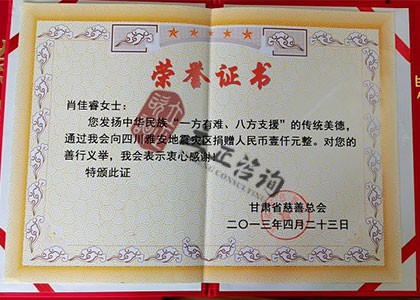 荣誉证书
肖佳睿女士：
您发扬中华民族“一方有难、八方支援”的传统美德，
通过我会向四川雅安地震灾区捐赠人民币壹仟元整。对您的
善行义举，我会表示衷心感谢！
特颁此证
甘肃省慈善总会
二〇一三年四月二十三日
正咨询
CONSULTING